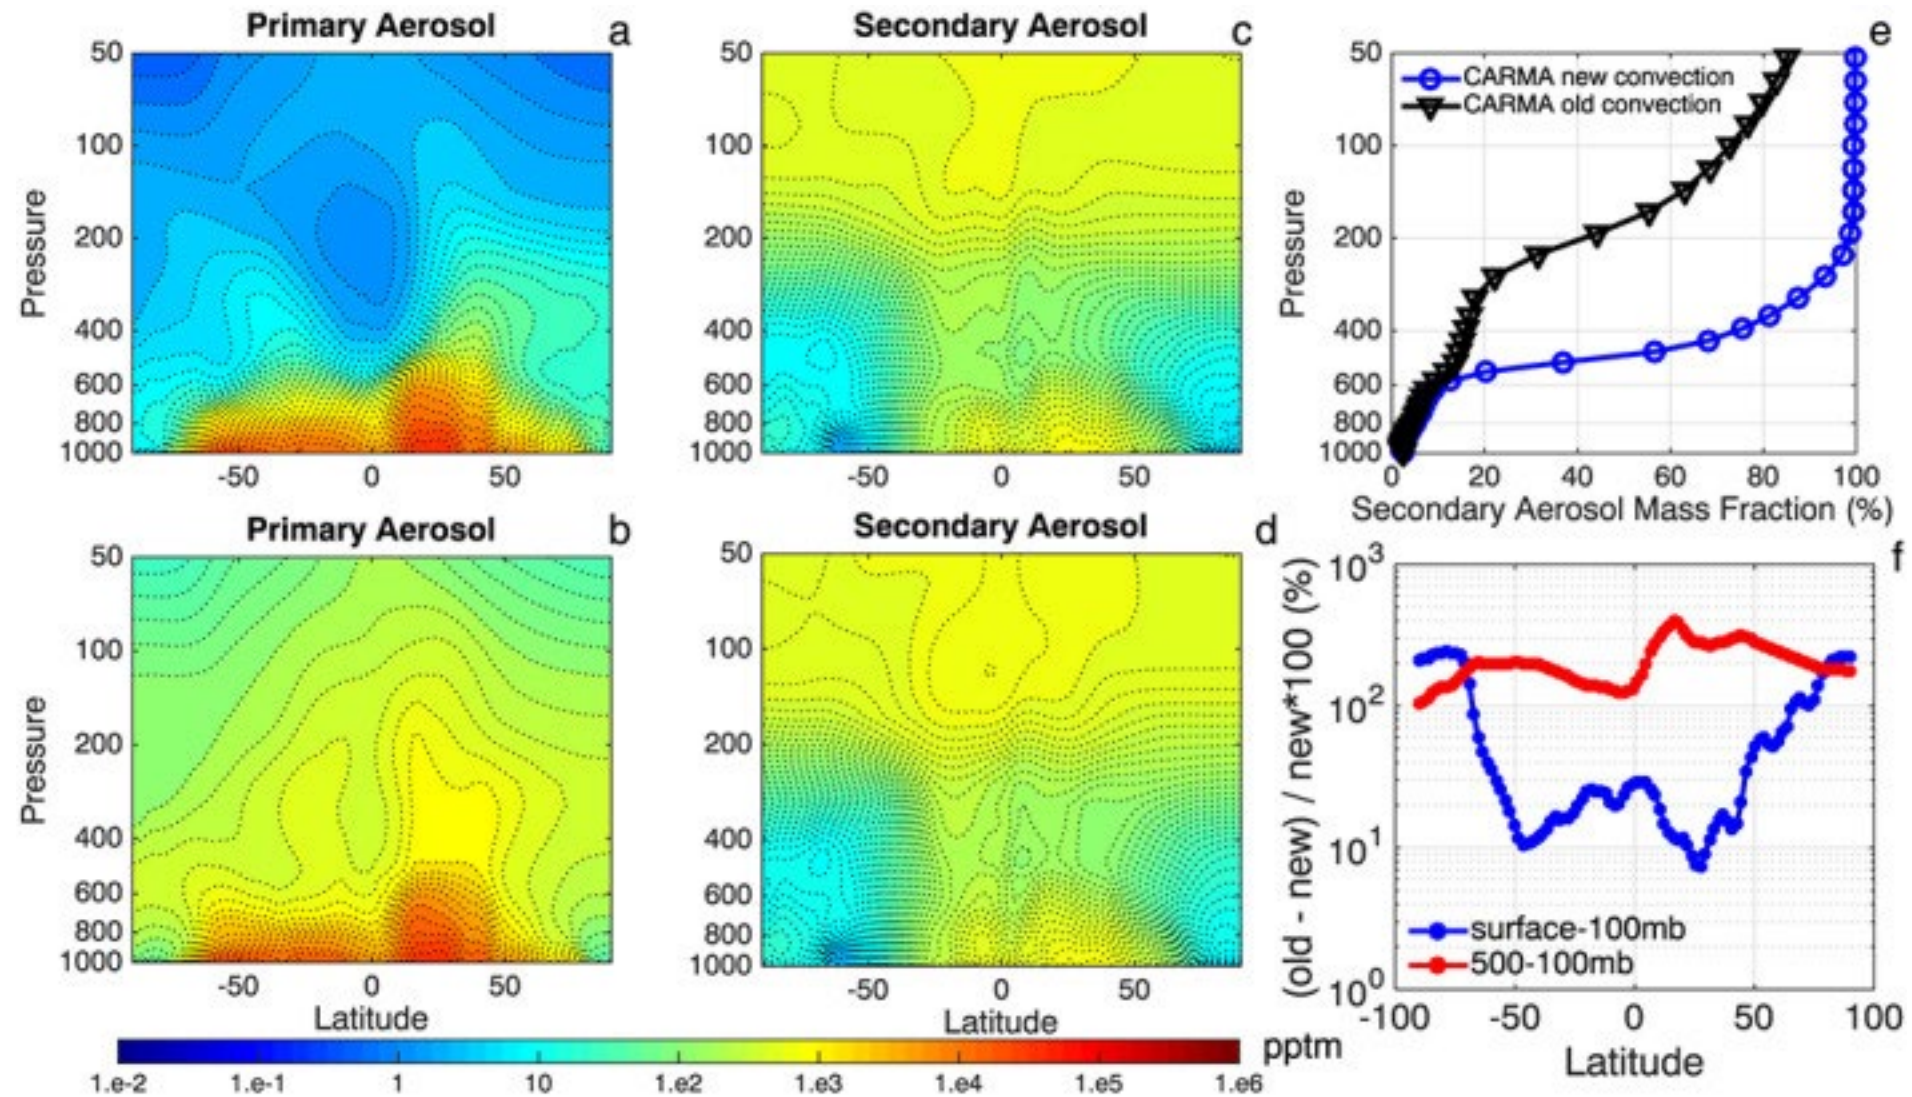 Primary Aerosol
a
50
100
200
400
600
800
1000
Pressure
-50
0
50
Secondary Aerosol
c
50
100
200
400
600
800
1000
-50
0
50
e
CARMA new convection
CARMA old convection
50
100
200
400
600
800
1000
Pressure
0
20
40
60
80
100
Secondary Aerosol Mass Fraction (%)
Primary Aerosol
b
50
100
200
400
600
800
1000
Pressure
-50
0
50
Latitude
Secondary Aerosol
d
50
100
200
400
600
800
1000
-50
0
50
Latitude
f
(old - new) / new*100 (%)
10³
10²
10¹
10⁰
surface-100mb
500-100mb
-100
-50
0
50
100
Latitude
pptm
1.e-2
1.e-1
1
10
1.e2
1.e3
1.e4
1.e5
1.e6